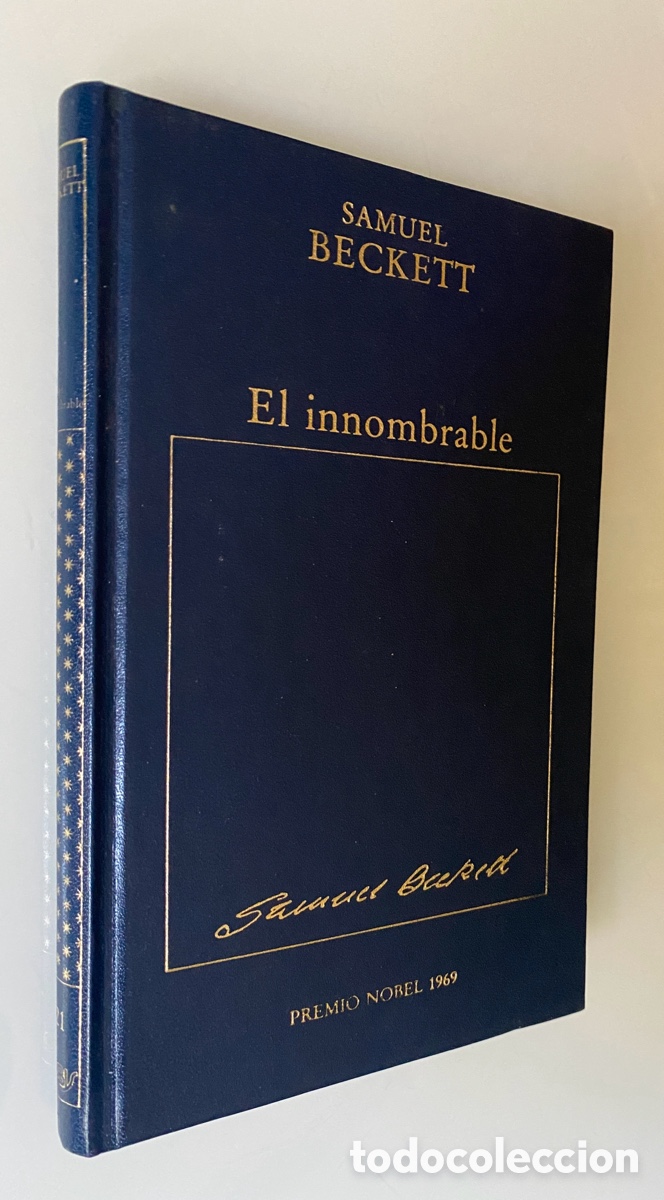 SAMUEL
BECKETT
El innombrable
Samuel Beckett
PREMIO NOBEL 1969
todocoleccion